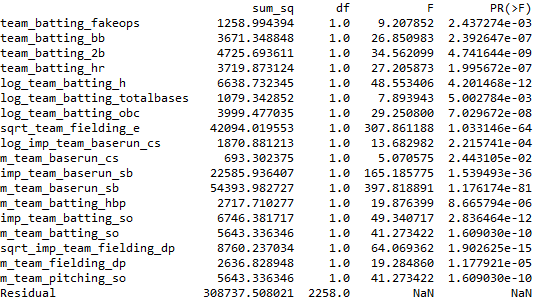 sum_sq df F PR(>F)
team_batting_fakeops 1258.994394 1.0 9.207852 2.437274e-03
team_batting_bb 3671.348848 1.0 26.850983 2.392647e-07
team_batting_2b 4725.693611 1.0 34.562099 4.741644e-09
team_batting_hr 3719.873124 1.0 27.205873 1.995672e-07
log_team_batting_h 6638.732345 1.0 48.553406 4.201468e-12
log_team_batting_totalbases 1079.342852 1.0 7.893943 5.002784e-03
log_team_batting_obc 3999.477035 1.0 29.250800 7.029672e-08
sqrt_team_fielding_e 42094.019553 1.0 307.861188 1.033146e-64
log_imp_team_baserun_cs 1870.881213 1.0 13.682982 2.215741e-04
m_team_baserun_cs 693.302375 1.0 5.070575 2.443105e-02
imp_team_baserun_sb 22585.936407 1.0 165.185775 1.539493e-36
m_team_baserun_sb 54393.982727 1.0 397.818891 1.176174e-81
m_team_batting_hbp 2717.710277 1.0 19.876399 8.665794e-06
imp_team_batting_so 6746.381717 1.0 49.340717 2.836464e-12
m_team_batting_so 5643.336346 1.0 41.273422 1.609030e-10
sqrt_imp_team_fielding_dp 8760.237034 1.0 64.069362 1.902625e-15
m_team_fielding_dp 2636.828948 1.0 19.284860 1.177921e-05
m_team_pitching_so 5643.336346 1.0 41.273422 1.609030e-10
Residual 308737.508021 2258.0 NaN NaN